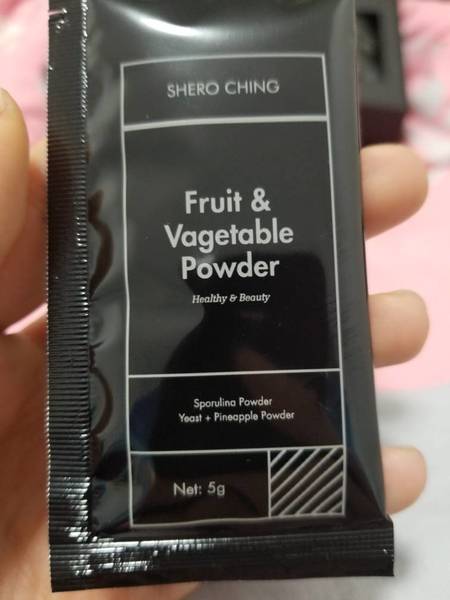 SHERO CHING
Fruit &
Vagetable
Powder
Healthy & Beauty
Sporulina Powder
Yeast + Pineapple Powder
Net: 5g